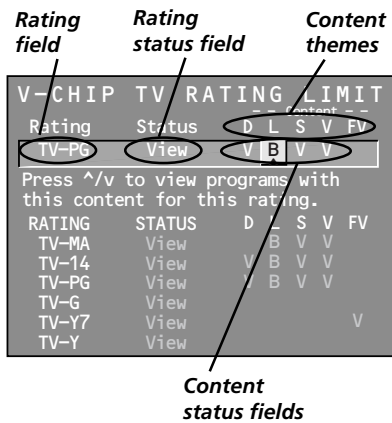 Rating field
Rating status field
Content themes
V-CHIP TV RATING LIMIT
- - Content - -
Rating Status D L S V FV
TV-PG View V B V V
Press ^/v to view programs with
this content for this rating.
RATING STATUS D L S V FV
TV-MA View B V V
TV-14 View V B V V
TV-PG View V B V V
TV-G View
TV-Y7 View V
TV-Y View
Content
status fields